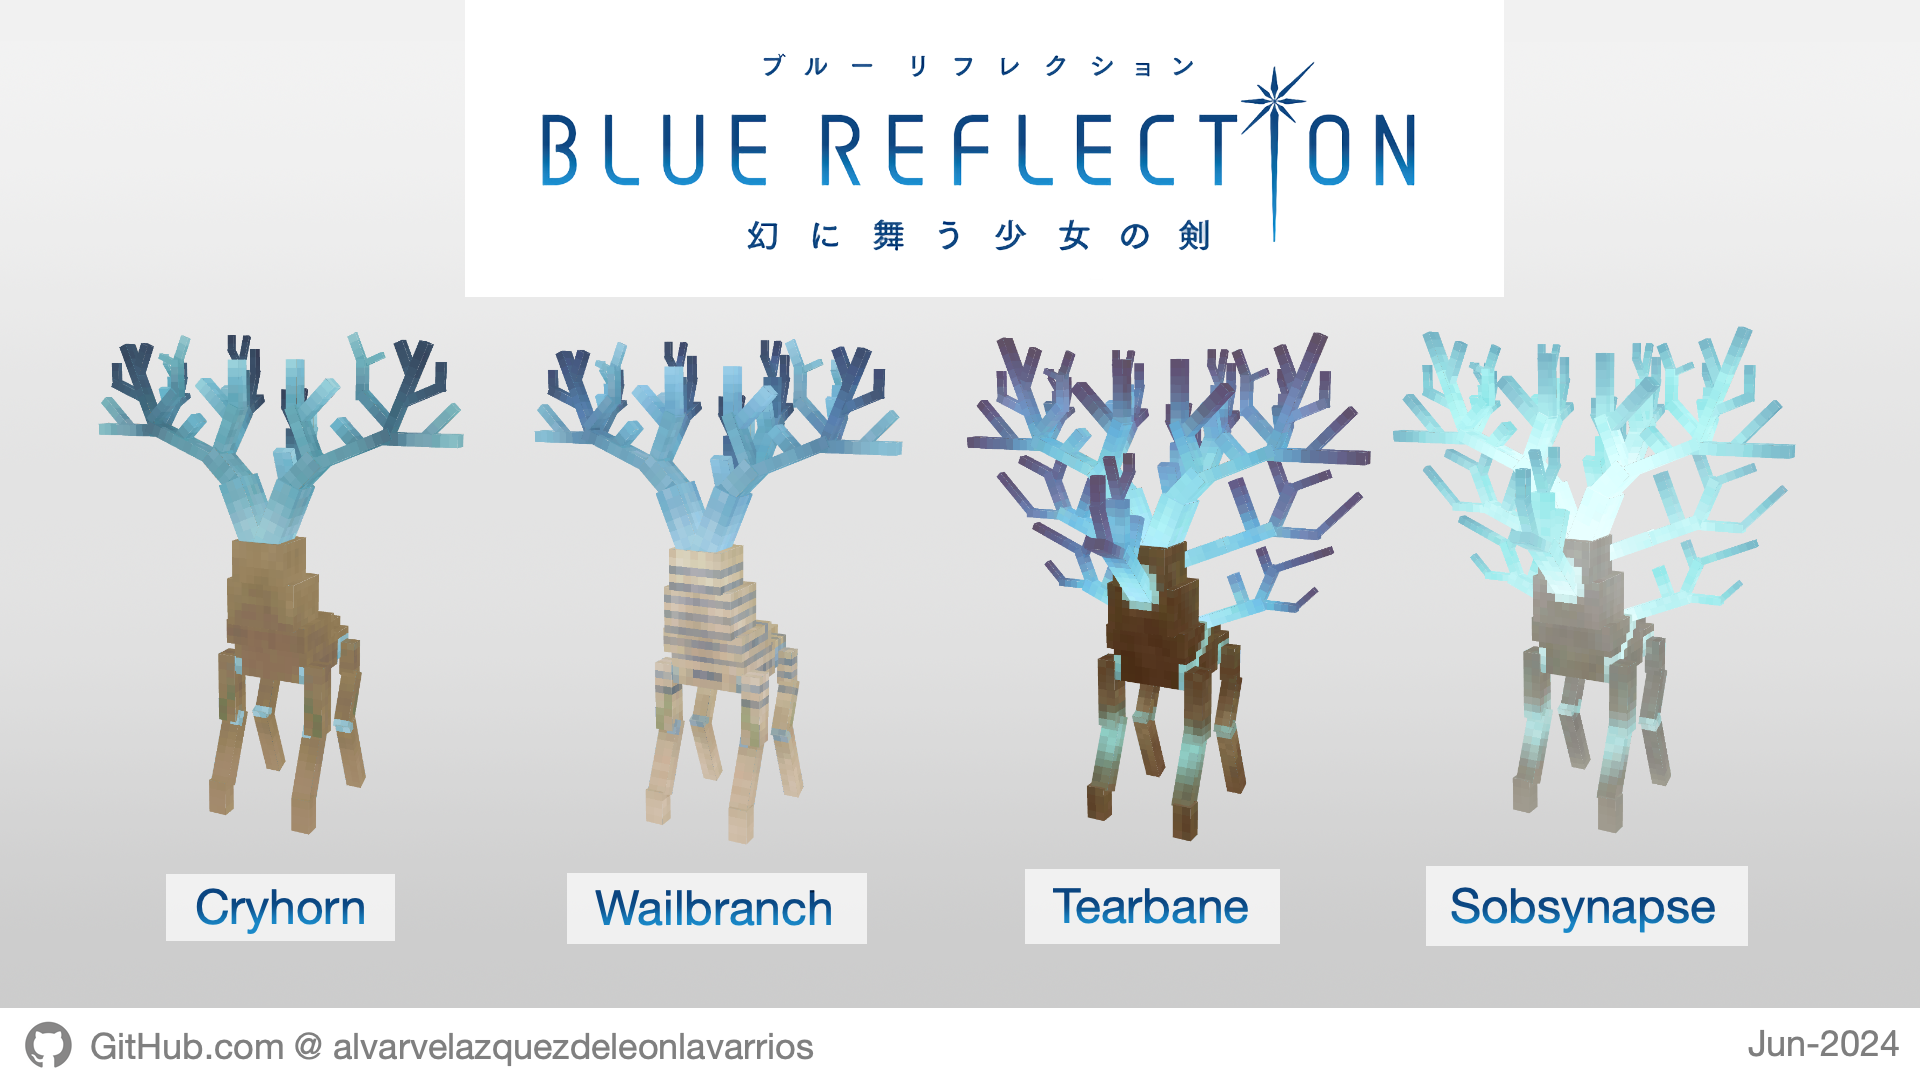 ブルーリフレクション
BLUE REFLECTION
幻に舞う少女の剣
Cryhorn
Wailbranch
Tearbane
Sobsynapse
GitHub.com @ alvarvelazquezdeleonlavarrios
Jun-2024